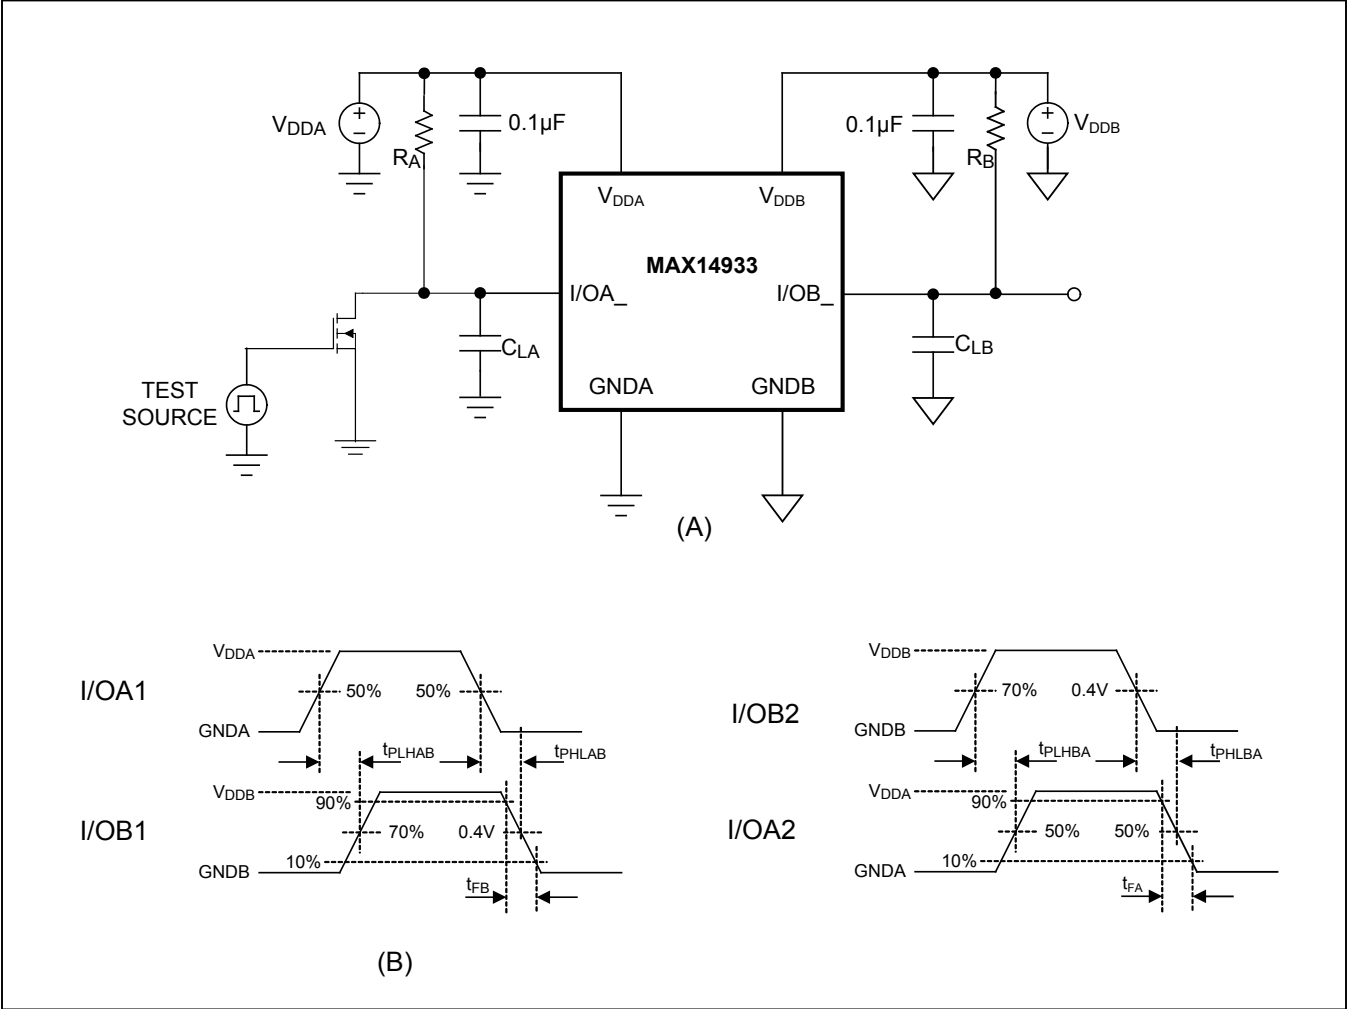 VDDA
+
−
RA
0.1µF
0.1µF
RB
+
−
VDDB
VDDA
VDDB
MAX14933
I/OA_
I/OB_
CLA
CLB
GNDA
GNDB
TEST
SOURCE
(A)
I/OA1
VDDA
50%
50%
GNDA
tPLHAB
tPHLAB
I/OB1
VDDB
90%
70%
0.4V
10%
GNDB
tFB
(B)
I/OB2
VDDB
70%
0.4V
GNDB
tPLHBA
tPHLBA
I/OA2
VDDA
90%
50%
50%
10%
GNDA
tFA